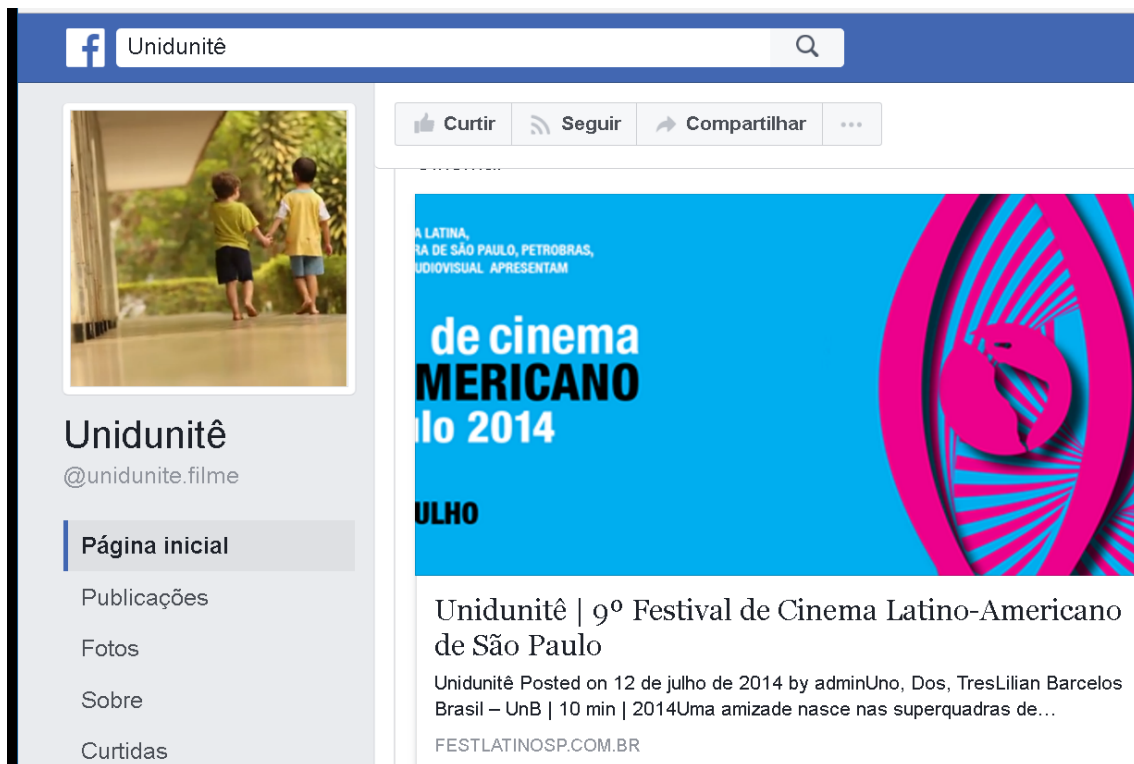 f
Unidunitê
Curtir
Seguir
Compartilhar
A LATINA,
RA DE SÃO PAULO, PETROBRAS,
UDIOVISUAL APRESENTAM
de cinema
MERICANO
lo 2014
ULHO
Unidunitê
@unidunite.filme
Página inicial
Publicações
Fotos
Sobre
Curtidas
Unidunitê | 9º Festival de Cinema Latino-Americano
de São Paulo
Unidunitê Posted on 12 de julho de 2014 by adminUno, Dos, TresLilian Barcelos
Brasil – UnB | 10 min | 2014Uma amizade nasce nas superquadras de…
FESTLATINOSP.COM.BR